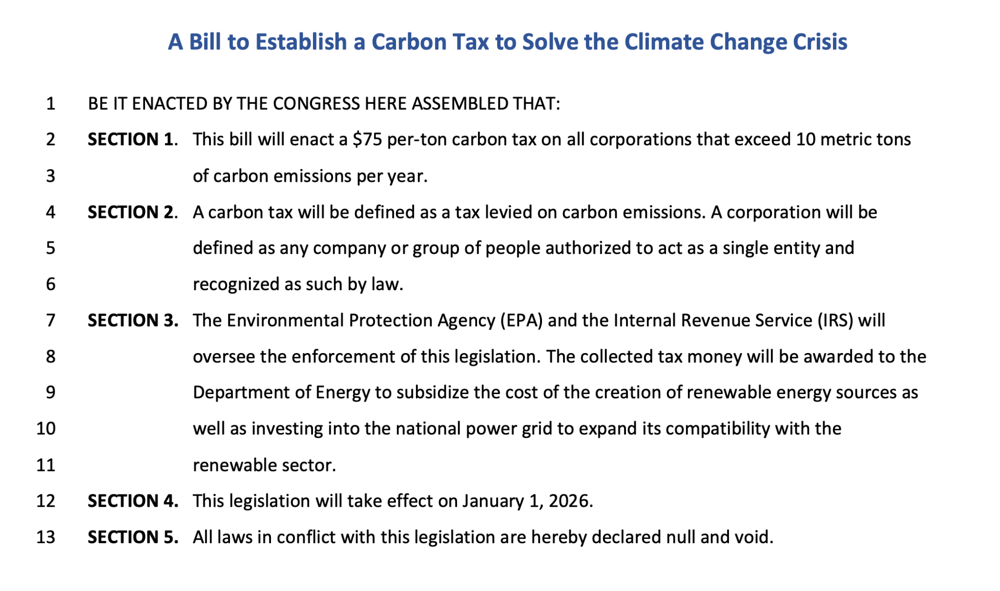 A Bill to Establish a Carbon Tax to Solve the Climate Change Crisis
1 BE IT ENACTED BY THE CONGRESS HERE ASSEMBLED THAT:
2 SECTION 1. This bill will enact a $75 per-ton carbon tax on all corporations that exceed 10 metric tons
3 of carbon emissions per year.
4 SECTION 2. A carbon tax will be defined as a tax levied on carbon emissions. A corporation will be
5 defined as any company or group of people authorized to act as a single entity and
6 recognized as such by law.
7 SECTION 3. The Environmental Protection Agency (EPA) and the Internal Revenue Service (IRS) will
8 oversee the enforcement of this legislation. The collected tax money will be awarded to the
9 Department of Energy to subsidize the cost of the creation of renewable energy sources as
10 well as investing into the national power grid to expand its compatibility with the
11 renewable sector.
12 SECTION 4. This legislation will take effect on January 1, 2026.
13 SECTION 5. All laws in conflict with this legislation are hereby declared null and void.